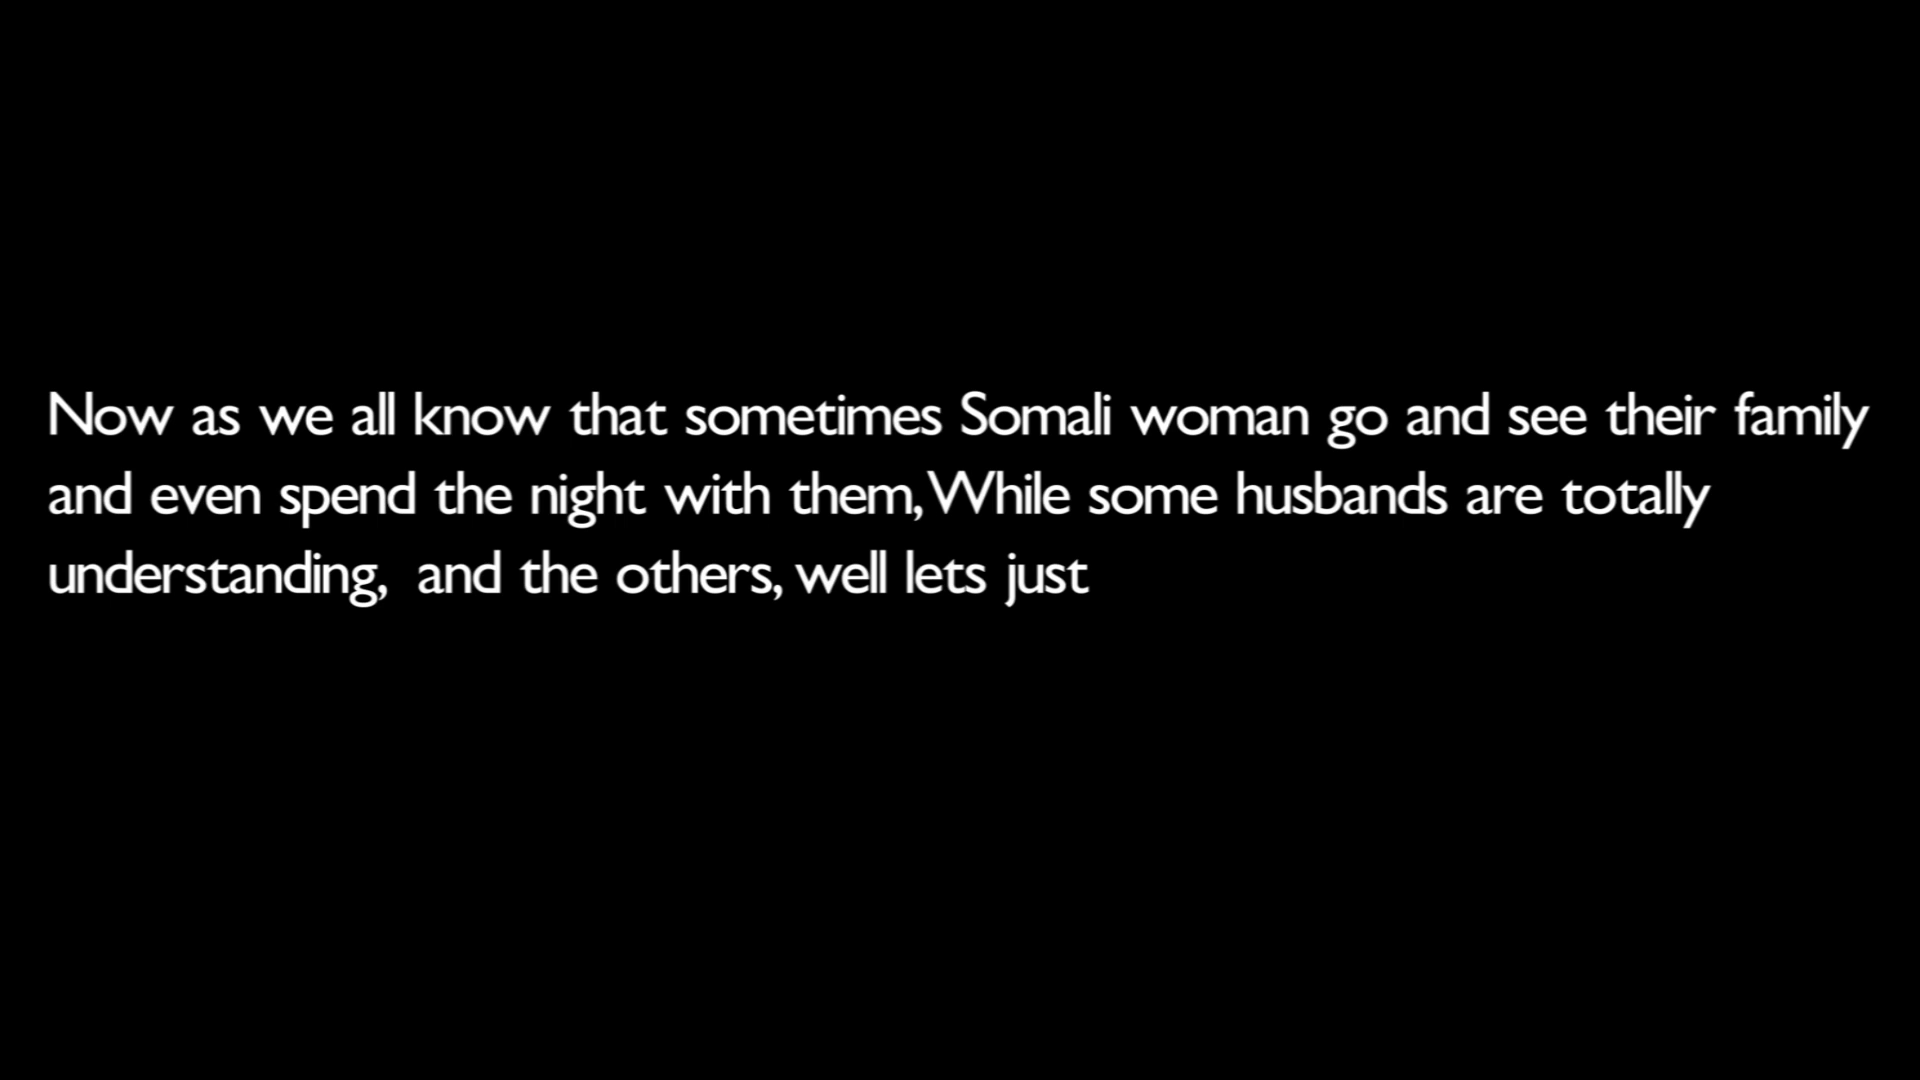 Now as we all know that sometimes Somali woman go and see their family
and even spend the night with them,While some husbands are totally
understanding,  and the others, well lets just